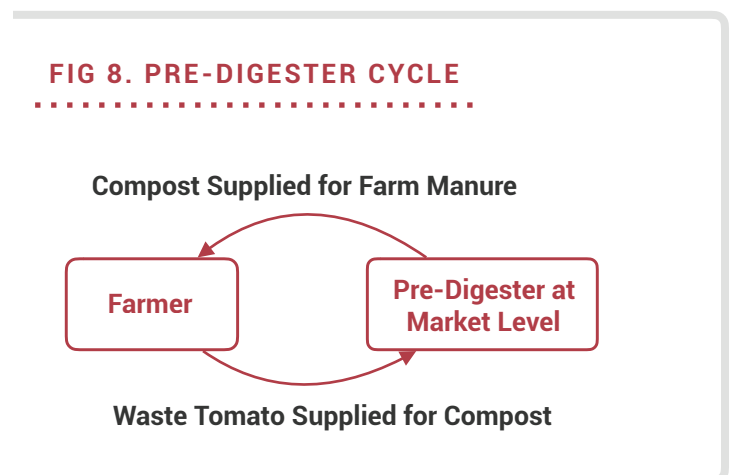 FIG 8. PRE-DIGESTER CYCLE
Compost Supplied for Farm Manure
Farmer
Pre-Digester at
Market Level
Waste Tomato Supplied for Compost